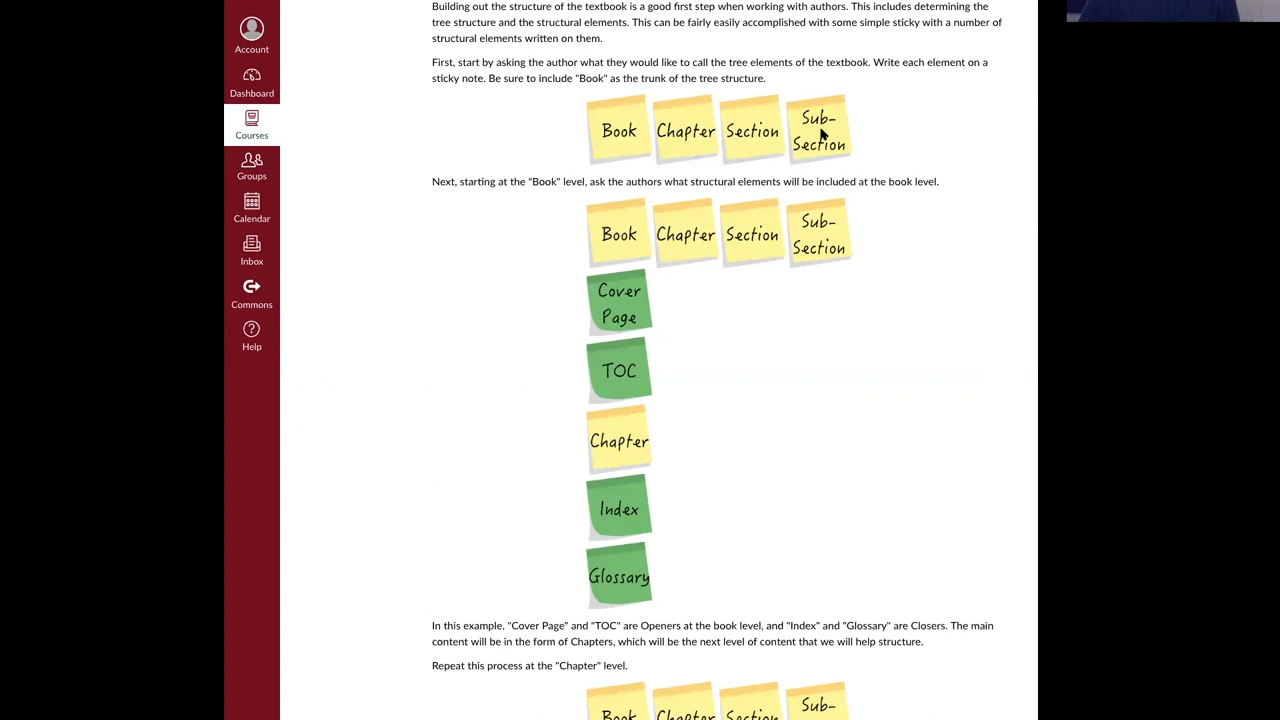 Account
Dashboard
Courses
Groups
Calendar
Inbox
Commons
Help
Building out the structure of the textbook is a good first step when working with authors. This includes determining the
tree structure and the structural elements. This can be fairly easily accomplished with some simple sticky with a number of
structural elements written on them.
First, start by asking the author what they would like to call the tree elements of the textbook. Write each element on a
sticky note. Be sure to include "Book" as the trunk of the tree structure.
Book Chapter Section Sub-
Section
Next, starting at the "Book" level, ask the authors what structural elements will be included at the book level.
Book Chapter Section Sub-
Section
Cover
Page
TOC
Chapter
Index
Glossary
In this example, "Cover Page" and "TOC" are Openers at the book level, and "Index" and "Glossary" are Closers. The main
content will be in the form of Chapters, which will be the next level of content that we will help structure.
Repeat this process at the "Chapter" level.
Book Chapter Section Sub-